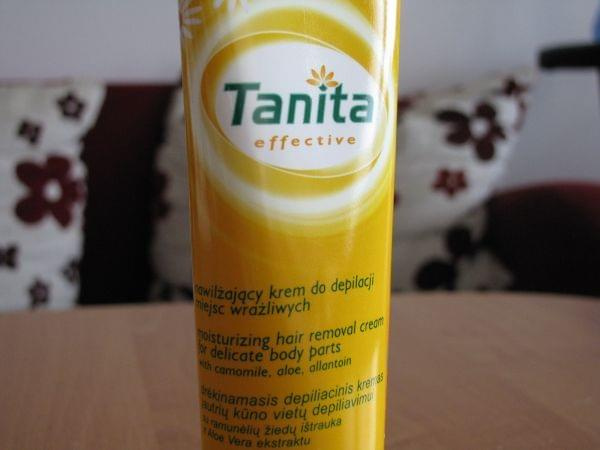 Tanita
effective
nawilżający krem do depilacji
miejsc wrażliwych
moisturizing hair removal cream
for delicate body parts
with camomile, aloe, allantoin
drėkinamasis depiliacinis kremas
jautrių kūno vietų depiliavimui
su ramunėlių žiedų ištrauka
ir Aloe Vera ekstraktu